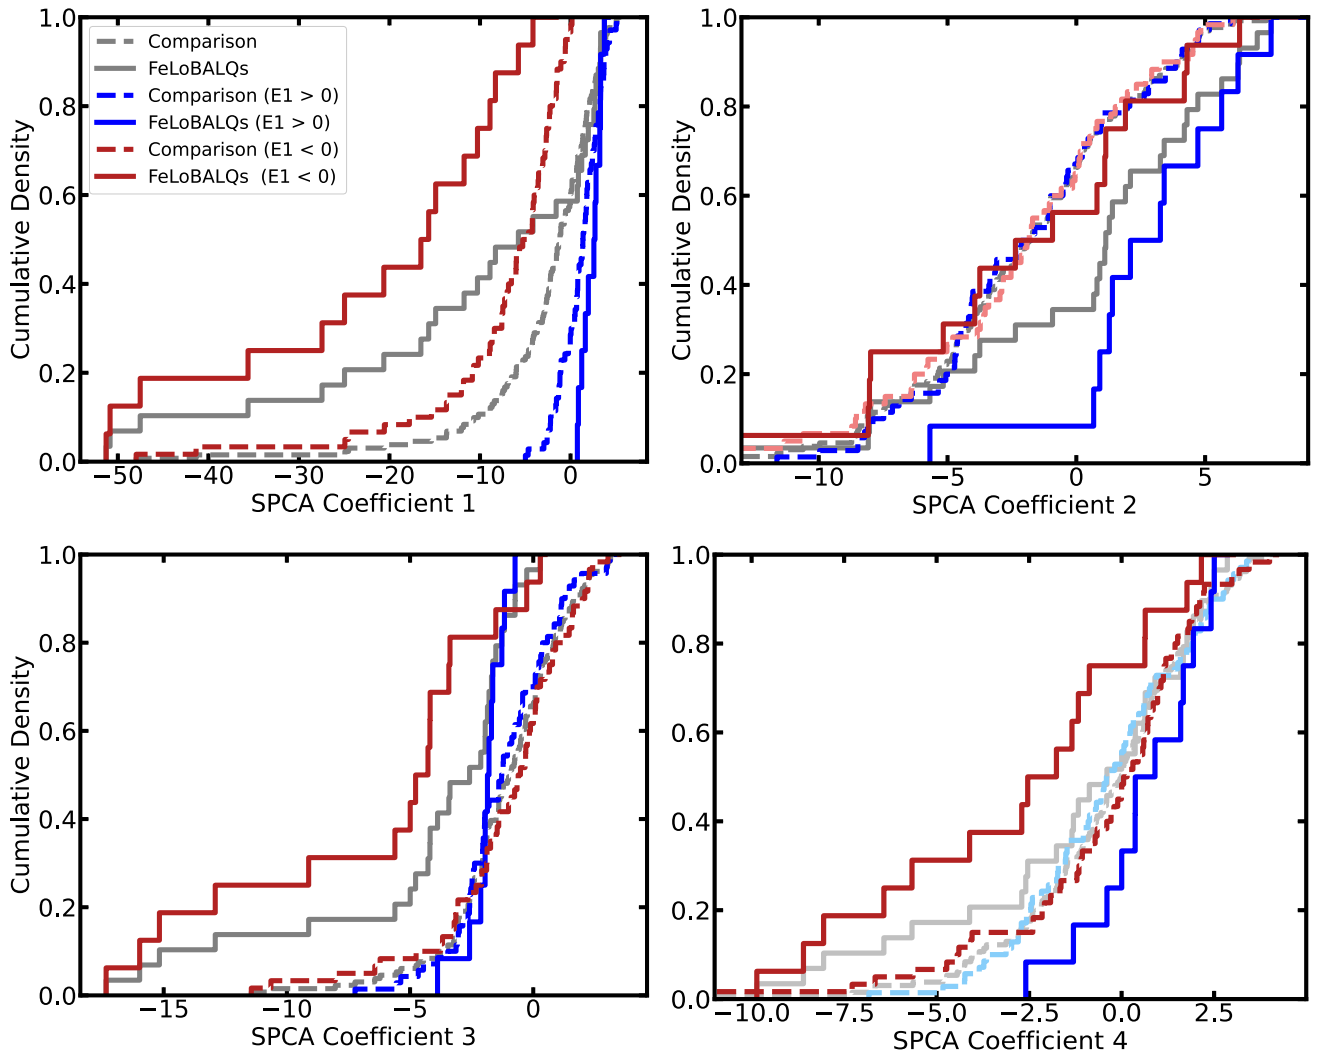 Cumulative Density
1.0
0.8
0.6
0.4
0.2
0.0
Comparison
FeLoBALQs
Comparison (E1 > 0)
FeLoBALQs (E1 > 0)
Comparison (E1 < 0)
FeLoBALQs (E1 < 0)
−50 −40 −30 −20 −10 0
SPCA Coefficient 1
Cumulative Density
1.0
0.8
0.6
0.4
0.2
0.0
−10 −5 0 5
SPCA Coefficient 2
Cumulative Density
1.0
0.8
0.6
0.4
0.2
0.0
−15 −10 −5 0
SPCA Coefficient 3
1.0
0.8
0.6
0.4
0.2
0.0
−10.0 −7.5 −5.0 −2.5 0.0 2.5
SPCA Coefficient 4